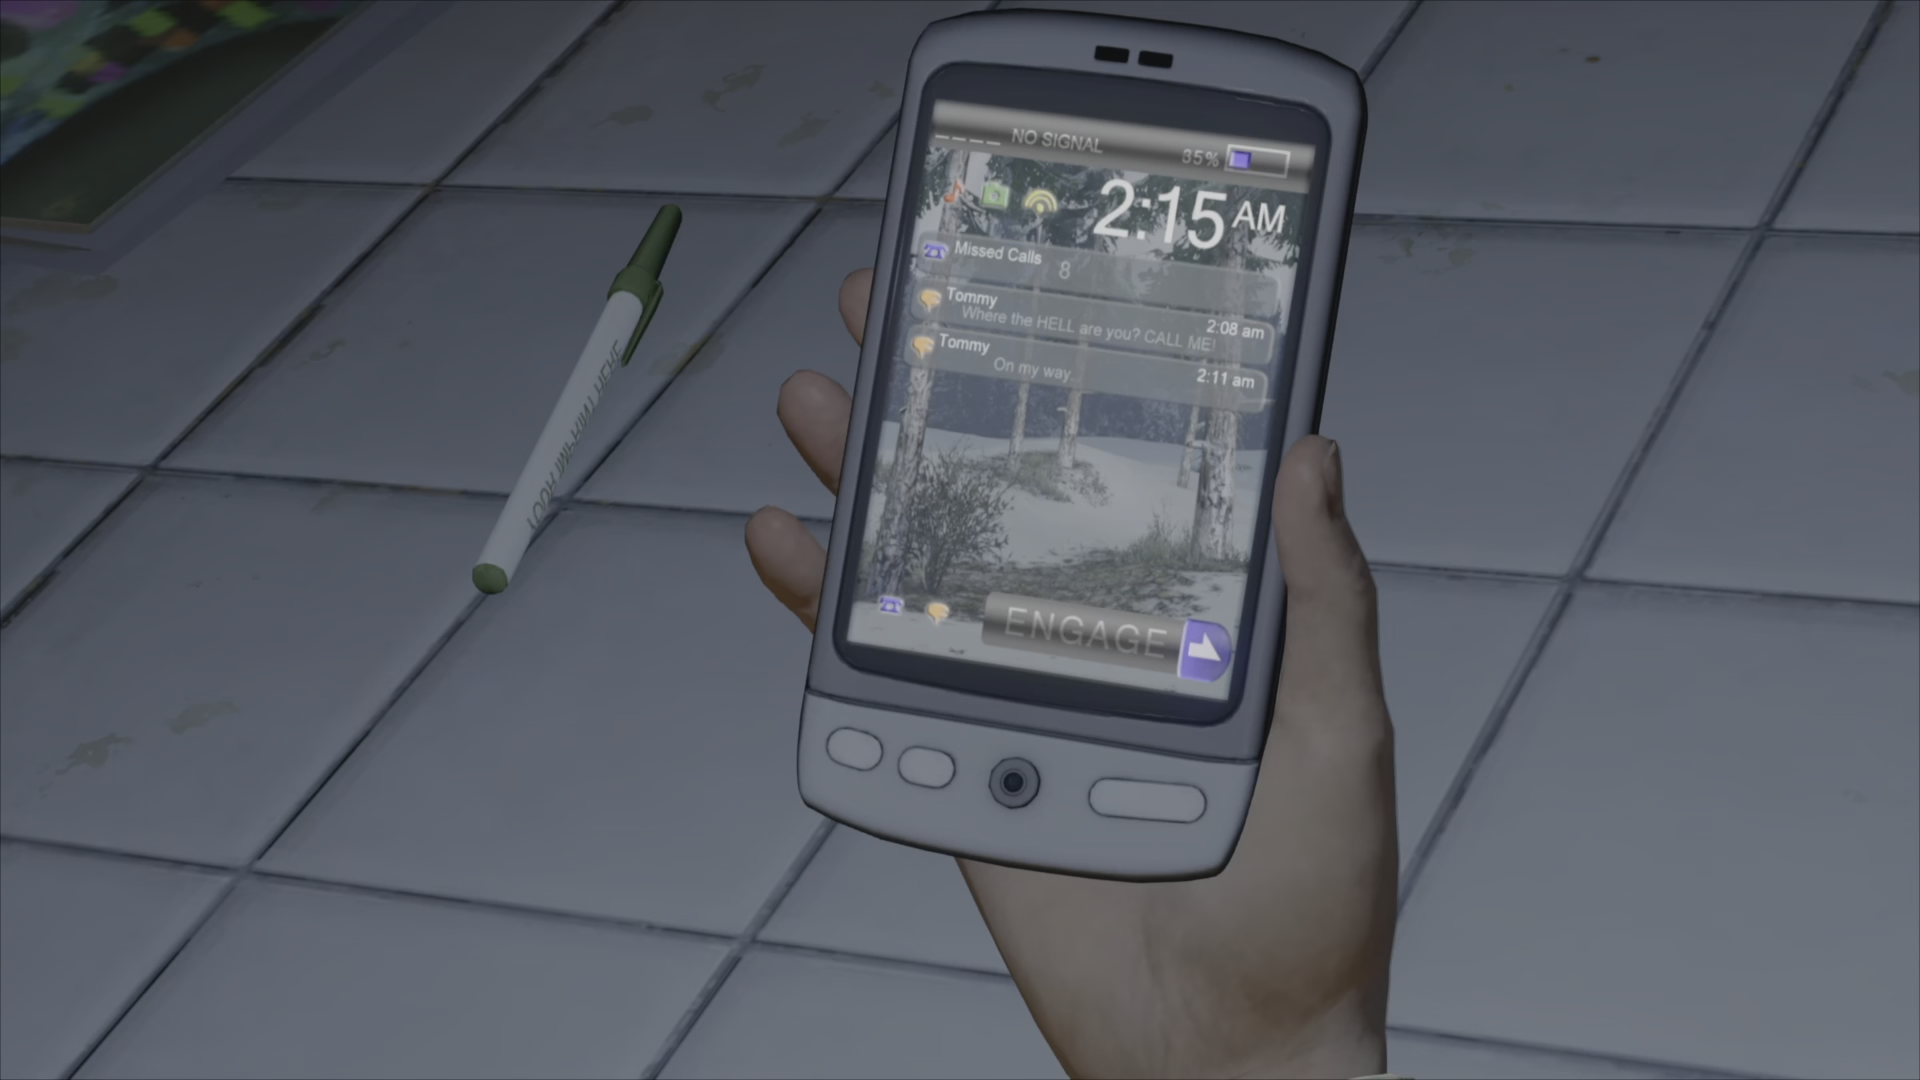 NO SIGNAL
35%
2:15 AM
Missed Calls
8
Tommy
2:08 am
Where the HELL are you? CALL ME!
Tommy
2:11 am
On my way
ENGAGE